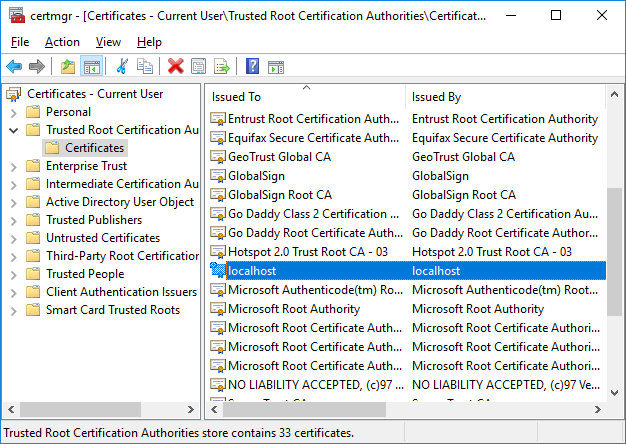 certmgr - [Certificates - Current User\Trusted Root Certification Authorities\Certificat...
File Action View Help
Certificates - Current User
Personal
Trusted Root Certification Au
Certificates
Enterprise Trust
Intermediate Certification Au
Active Directory User Object
Trusted Publishers
Untrusted Certificates
Third-Party Root Certification
Trusted People
Client Authentication Issuers
Smart Card Trusted Roots
Issued To Issued By
Entrust Root Certification Auth... Entrust Root Certification Authority
Equifax Secure Certificate Auth... Equifax Secure Certificate Authority
GeoTrust Global CA GeoTrust Global CA
GlobalSign GlobalSign
GlobalSign Root CA GlobalSign Root CA
Go Daddy Class 2 Certification ... Go Daddy Class 2 Certification Au...
Go Daddy Root Certificate Auth... Go Daddy Root Certificate Authori...
Hotspot 2.0 Trust Root CA - 03 Hotspot 2.0 Trust Root CA - 03
localhost localhost
Microsoft Authenticode(tm) Ro... Microsoft Authenticode(tm) Root...
Microsoft Root Authority Microsoft Root Authority
Microsoft Root Certificate Auth... Microsoft Root Certificate Authori...
Microsoft Root Certificate Auth... Microsoft Root Certificate Authori...
Microsoft Root Certificate Auth... Microsoft Root Certificate Authori...
NO LIABILITY ACCEPTED, (c)97 ... NO LIABILITY ACCEPTED, (c)97 Ve...
Trusted Root Certification Authorities store contains 33 certificates.